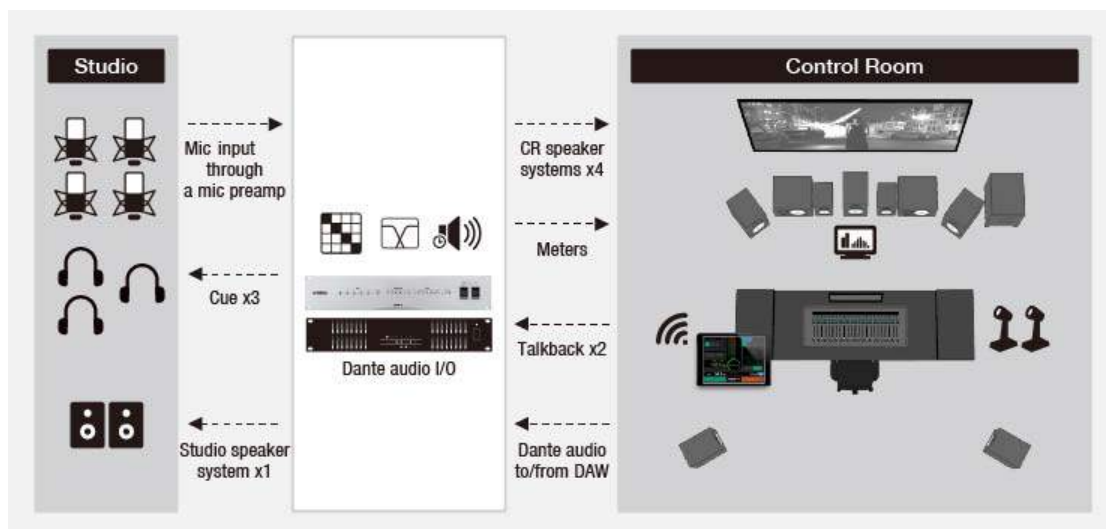 Studio
Mic input
through
a mic preamp
Cue x3
Studio speaker
system x1
Dante audio I/O
CR speaker
systems x4
Meters
Talkback x2
Dante audio
to/from DAW
Control Room